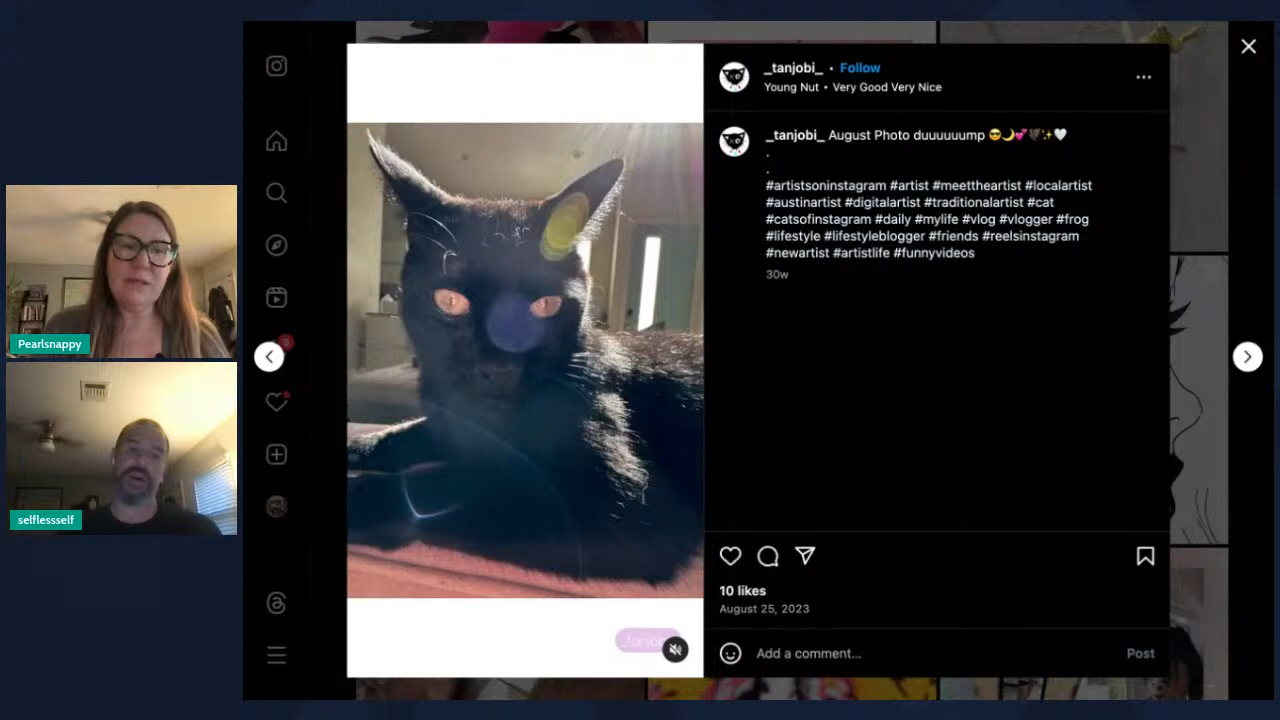 _tanjobi_ • Follow
Young Nut • Very Good Very Nice
_tanjobi_ August Photo duuuuuump 😎🌙💕🕊️✨🤍
.
.
#artistsoninstagram #artist #meettheartist #localartist
#austinartist #digitalartist #traditionalartist #cat
#catsofinstagram #daily #mylife #vlog #vlogger #frog
#lifestyle #lifestyleblogger #friends #reelsinstagram
#newartist #artistlife #funnyvideos
30w
Pearlsnappy
selflessself
10 likes
August 25, 2023
Add a comment...
Post